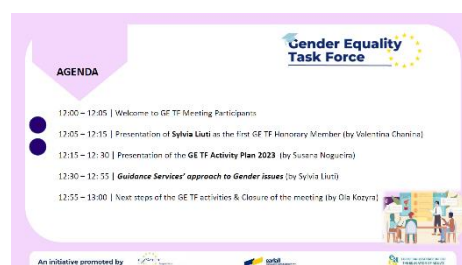 Gender Equality
Task Force
AGENDA
12:00 – 12:05 | Welcome to GE TF Meeting Participants
12:05 – 12:15 | Presentation of Sylvia Liuti as the first GE TF Honorary Member (by Valentina Chanina)
12:15 – 12: 30 | Presentation of the GE TF Activity Plan 2023 (by Susana Nogueira)
12:30 – 12: 55 | Guidance Services' approach to Gender issues (by Sylvia Liuti)
12:55 – 13:00 | Next steps of the GE TF activities & Closure of the meeting (by Ola Kozyra)
An initiative promoted by